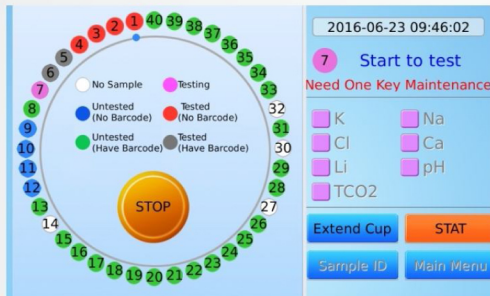 2016-06-23 09:46:02
1 40 39 38 37 36 35 34 33 32 31 30 29 28 27 26 25 24 23 22 21 20 19 18 17 16 15 14 13 12 11 10 9 8 7 6 5 4 3 2
No Sample
Testing
Untested
(No Barcode)
Tested
(No Barcode)
Untested
(Have Barcode)
Tested
(Have Barcode)
STOP
7 Start to test
Need One Key Maintenance
K
Na
Cl
Ca
Li
pH
TCO2
Extend Cup
STAT
Sample ID
Main Menu